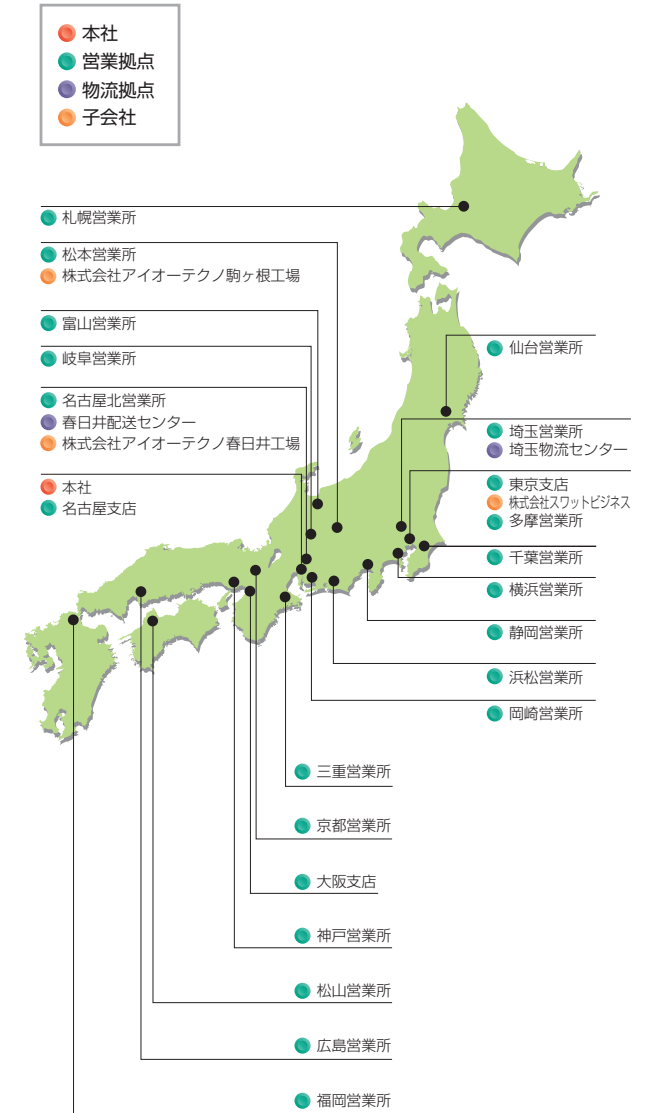 本社
営業拠点
物流拠点
子会社
札幌営業所
松本営業所
株式会社アイオーテクノ駒ヶ根工場
富山営業所
岐阜営業所
名古屋北営業所
春日井配送センター
株式会社アイオーテクノ春日井工場
本社
名古屋支店
仙台営業所
埼玉営業所
埼玉物流センター
東京支店
株式会社スワットビジネス
多摩営業所
千葉営業所
横浜営業所
静岡営業所
浜松営業所
岡崎営業所
三重営業所
京都営業所
大阪支店
神戸営業所
松山営業所
広島営業所
福岡営業所